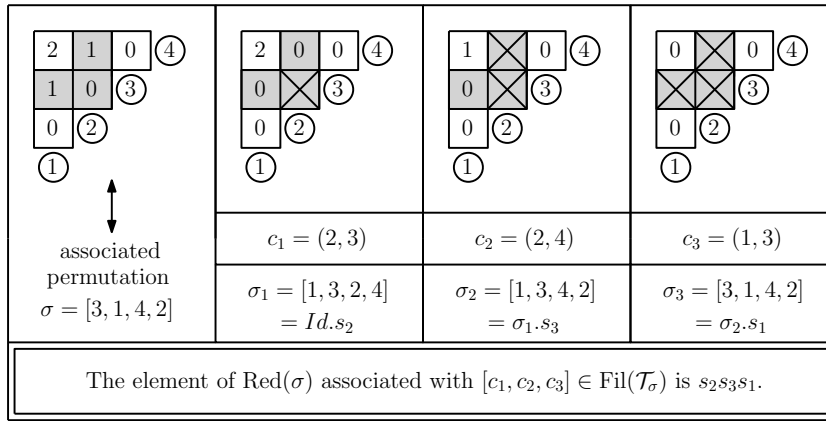 2 1 0 4
1 0 3
0 2
1
associated
permutation
σ = [3, 1, 4, 2]
2 0 0 4
0 3
0 2
1
c₁ = (2, 3)
σ₁ = [1, 3, 2, 4]
= Id.s₂
1 0 4
0 3
0 2
1
c₂ = (2, 4)
σ₂ = [1, 3, 4, 2]
= σ₁.s₃
0 0 4
3
0 2
1
c₃ = (1, 3)
σ₃ = [3, 1, 4, 2]
= σ₂.s₁
The element of Red(σ) associated with [c₁, c₂, c₃] ∈ Fil(𝒯_σ) is s₂s₃s₁.